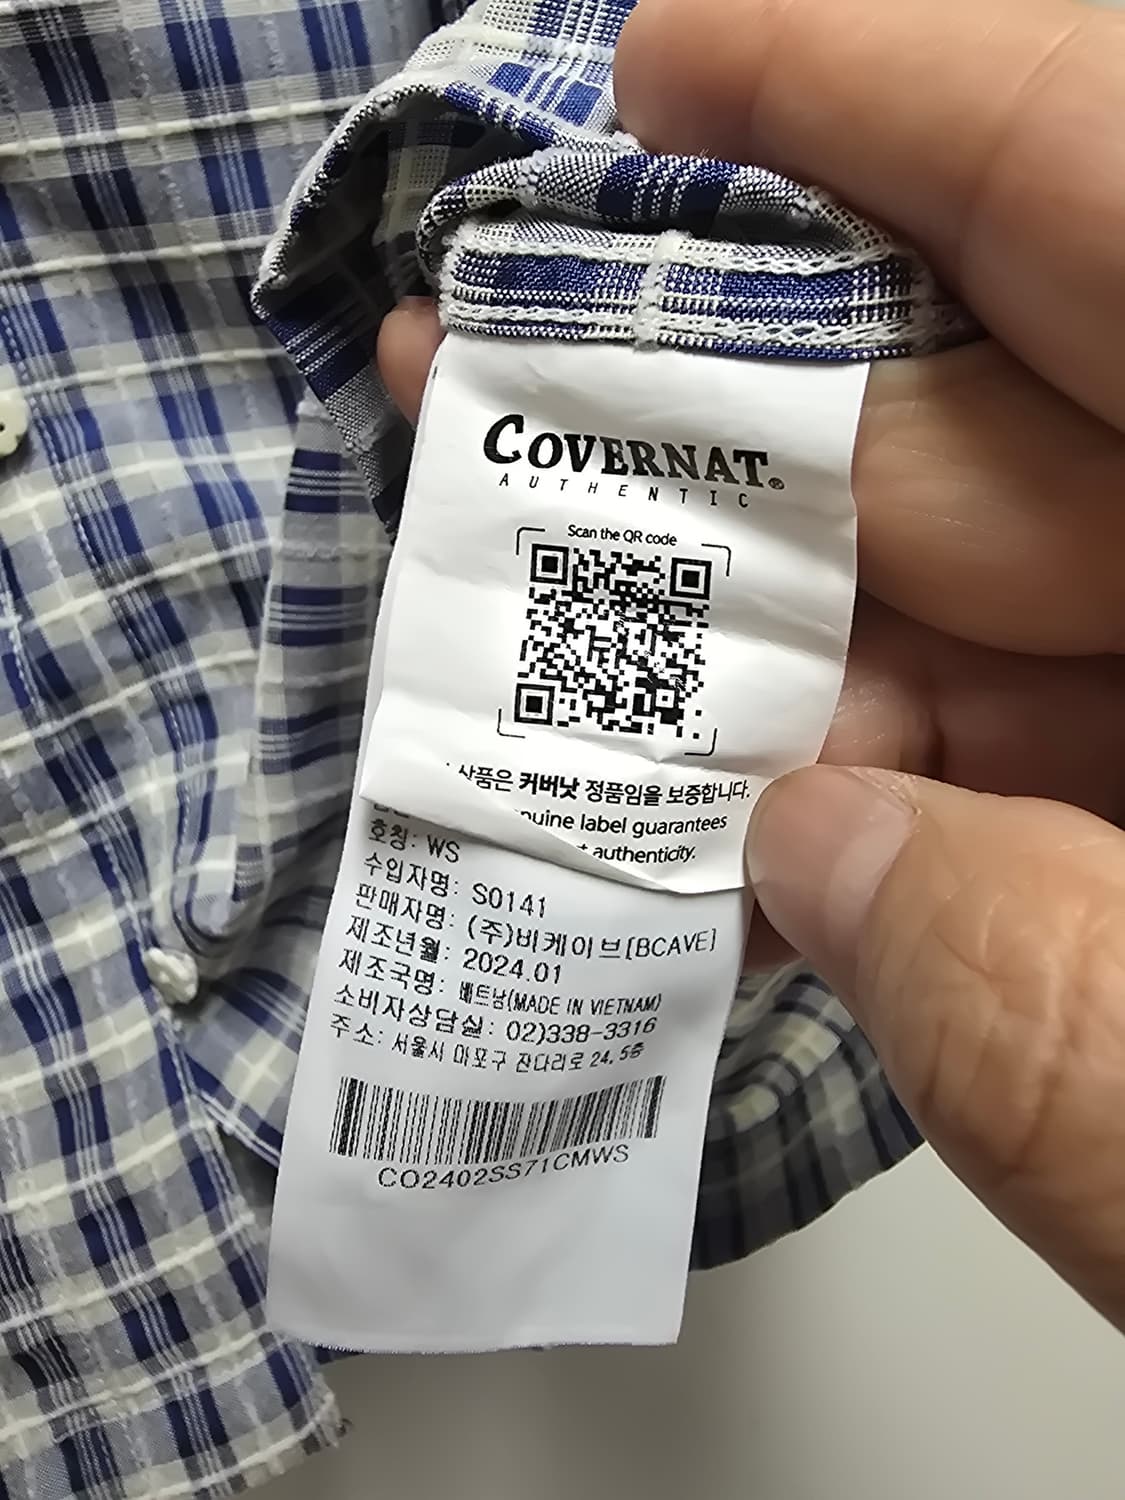 COVERNAT®
AUTHENTIC
Scan the QR code
상품은 커버낫 정품임을 보증합니다.
label guarantees
authenticity.
호칭: WS
수입자명: S0141
판매자명: (주)비케이브[BCAVE]
제조년월: 2024.01
제조국명: 베트남(MADE IN VIETNAM)
소비자상담실: 02)338-3316
주소: 서울시 마포구 잔다리로 24, 5층
CO2402SS71CMWS